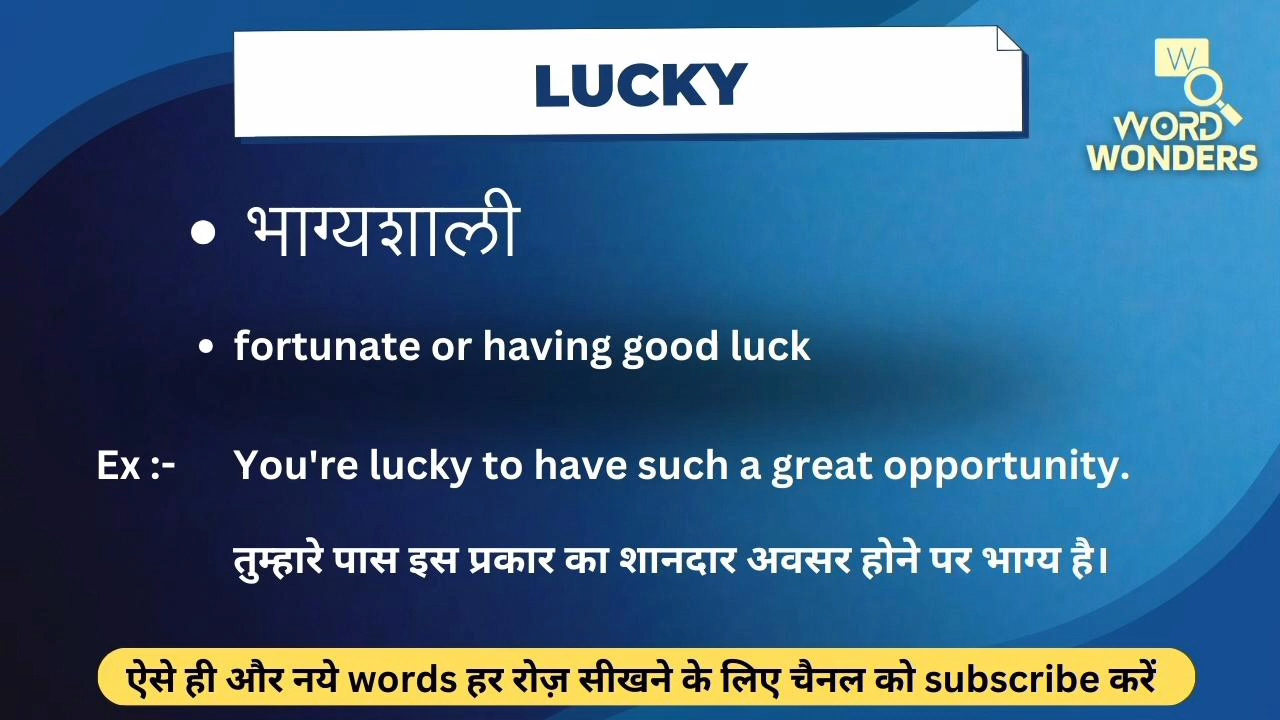 LUCKY
W
WORD
WONDERS
• भाग्यशाली
• fortunate or having good luck
Ex :- You're lucky to have such a great opportunity.
तुम्हारे पास इस प्रकार का शानदार अवसर होने पर भाग्य है।
ऐसे ही और नये words हर रोज़ सीखने के लिए चैनल को subscribe करें